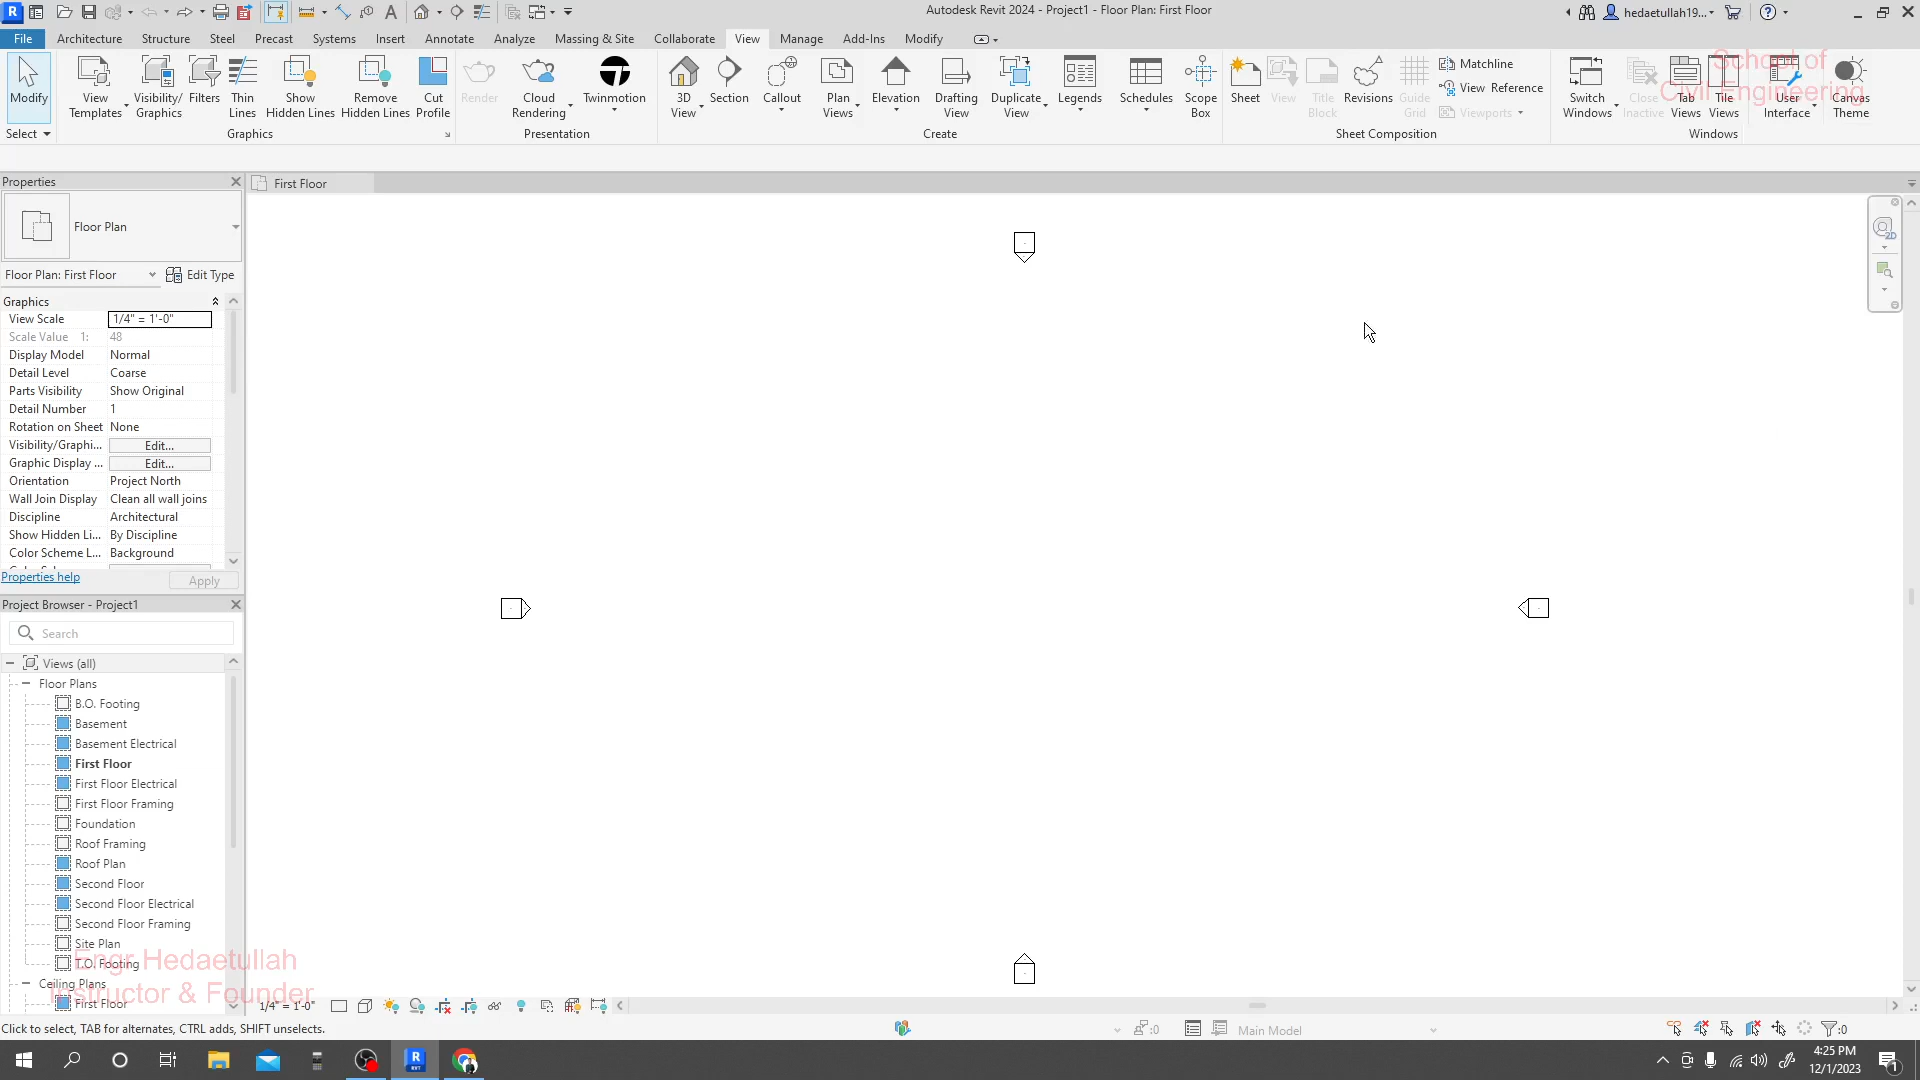 Autodesk Revit 2024 - Project1 - Floor Plan: First Floor
hedaetullah19...
File Architecture Structure Steel Precast Systems Insert Annotate Analyze Massing & Site Collaborate View Manage Add-Ins Modify
School of
Civil Engineering
Modify
View
Templates
Visibility/
Graphics
Filters
Thin
Lines
Show
Hidden Lines
Remove
Hidden Lines
Cut
Profile
Render
Cloud
Rendering
Twinmotion
3D
View
Section
Callout
Plan
Views
Elevation
Drafting
View
Duplicate
View
Legends
Schedules
Scope
Box
Sheet
View
Title
Block
Revisions
Guide
Grid
Matchline
View Reference
Viewports
Switch
Windows
Close
Inactive
Tab
Views
Tile
Views
User
Interface
Canvas
Theme
Select
Graphics
Presentation
Create
Sheet Composition
Windows
Properties
First Floor
Floor Plan
Floor Plan: First Floor
Edit Type
Graphics
View Scale 1/4" = 1'-0"
Scale Value 1: 48
Display Model Normal
Detail Level Coarse
Parts Visibility Show Original
Detail Number 1
Rotation on Sheet None
Visibility/Graphi... Edit...
Graphic Display ... Edit...
Orientation Project North
Wall Join Display Clean all wall joins
Discipline Architectural
Show Hidden Li... By Discipline
Color Scheme L... Background
Properties help
Apply
Project Browser - Project1
Search
Views (all)
Floor Plans
B.O. Footing
Basement
Basement Electrical
First Floor
First Floor Electrical
First Floor Framing
Foundation
Roof Framing
Roof Plan
Second Floor
Second Floor Electrical
Second Floor Framing
Site Plan
T.O. Footing
Engr.Hedaetullah
Ceiling Plans
First Floor
Instructor & Founder
1/4" = 1'-0"
Click to select, TAB for alternates, CTRL adds, SHIFT unselects.
:0
Main Model
:0
4:25 PM
12/1/2023